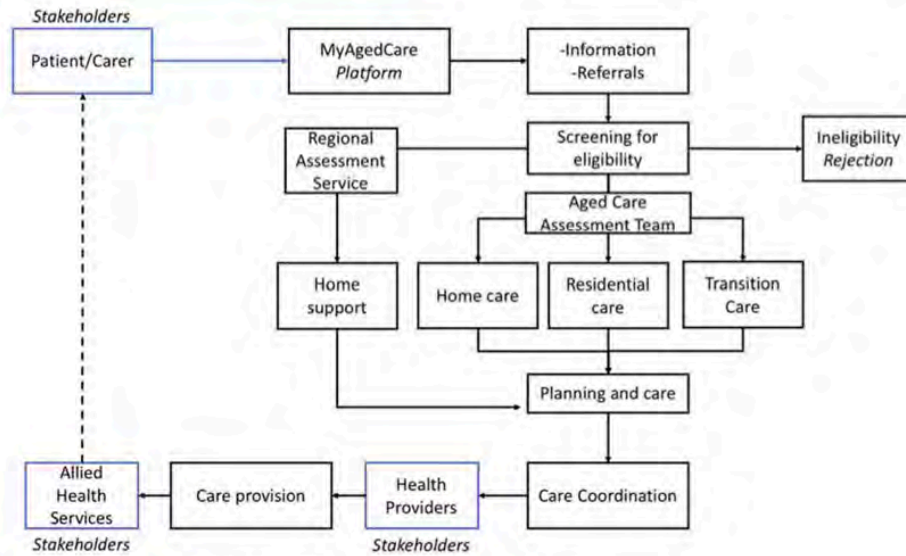 Stakeholders
Patient/Carer
MyAgedCare
Platform
-Information
-Referrals
Regional
Assessment
Service
Screening for
eligibility
Ineligibility
Rejection
Aged Care
Assessment Team
Home
support
Home care
Residential
care
Transition
Care
Planning and care
Allied
Health
Services
Care provision
Health
Providers
Care Coordination
Stakeholders
Stakeholders